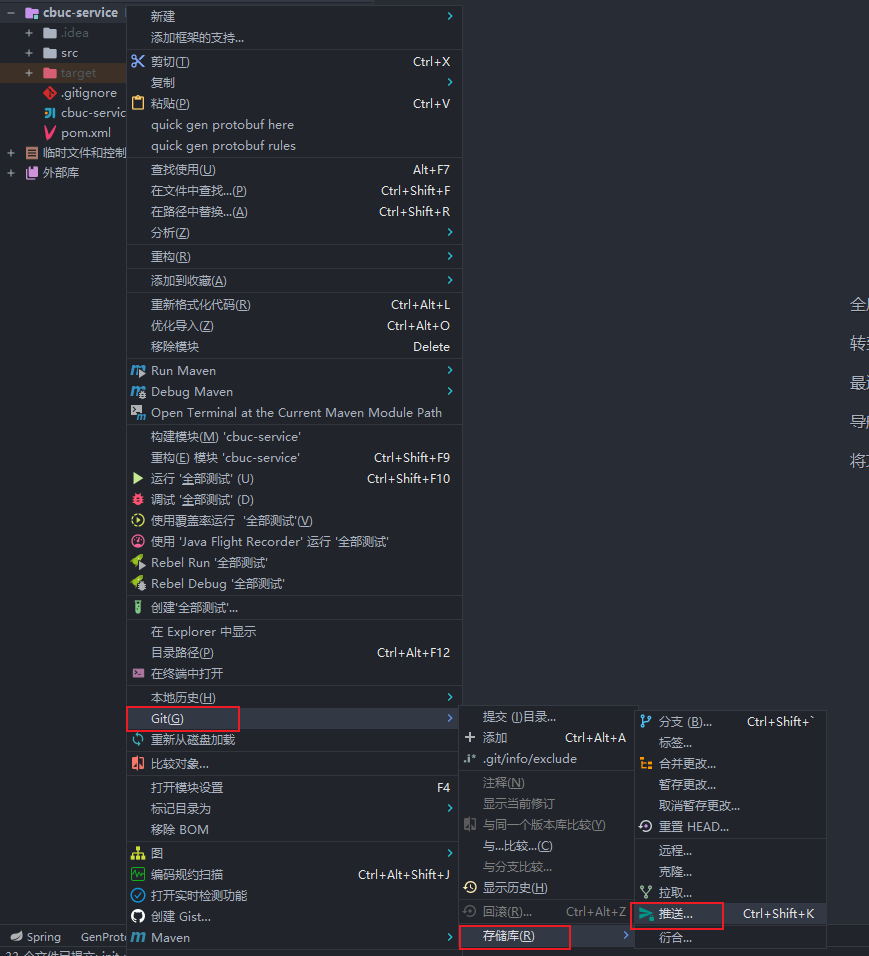 cbuc-service
.idea
src
target
.gitignore
cbuc-servic
pom.xml
临时文件和控制
外部库
新建
添加框架的支持...
剪切(T) Ctrl+X
复制
粘贴(P) Ctrl+V
quick gen protobuf here
quick gen protobuf rules
查找使用(U) Alt+F7
在文件中查找...(P) Ctrl+Shift+F
在路径中替换...(A) Ctrl+Shift+R
分析(Z)
重构(R)
添加到收藏(A)
重新格式化代码(R) Ctrl+Alt+L
优化导入(Z) Ctrl+Alt+O
移除模块 Delete
Run Maven
Debug Maven
Open Terminal at the Current Maven Module Path
构建模块(M) 'cbuc-service'
重构(E) 模块 'cbuc-service' Ctrl+Shift+F9
运行 '全部测试' (U) Ctrl+Shift+F10
调试 '全部测试' (D)
使用覆盖率运行 '全部测试'(V)
使用 'Java Flight Recorder' 运行 '全部测试'
Rebel Run '全部测试'
Rebel Debug '全部测试'
创建'全部测试'...
在 Explorer 中显示
目录路径(P) Ctrl+Alt+F12
在终端中打开
本地历史(H)
Git(G)
重新从磁盘加载
比较对象...
打开模块设置 F4
标记目录为
移除 BOM
图
编码规约扫描 Ctrl+Alt+Shift+J
打开实时检测功能
创建 Gist...
Maven
提交 (I)目录...
添加 Ctrl+Alt+A
.git/info/exclude
注释(N)
显示当前修订
与同一个版本库比较(Y)
与...比较...(C)
与分支比较...
显示历史(H)
回滚(R)... Ctrl+Alt+Z
存储库(R)
分支 (B)... Ctrl+Shift+`
标签...
合并更改...
暂存更改...
取消暂存更改...
重置 HEAD...
远程...
克隆...
拉取...
推送... Ctrl+Shift+K
衍合...
转
最
导
将
Spring
GenProto